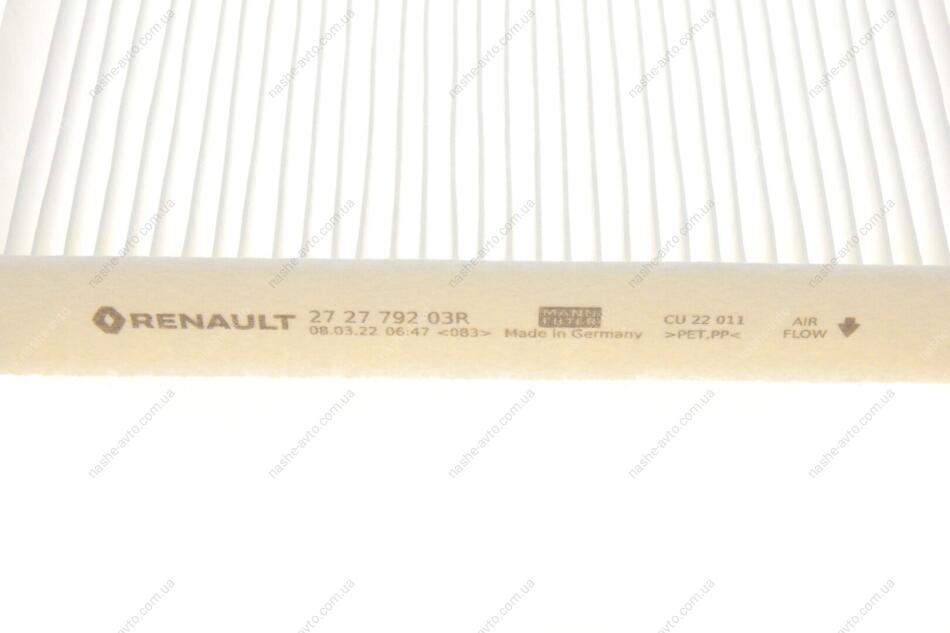 RENAULT
27 27 792 03R
08.03.22 06:47 <083>
MANN
FILTER
Made in Germany
CU 22 011
>PET,PP<
AIR
FLOW
nashe-avto.com.ua